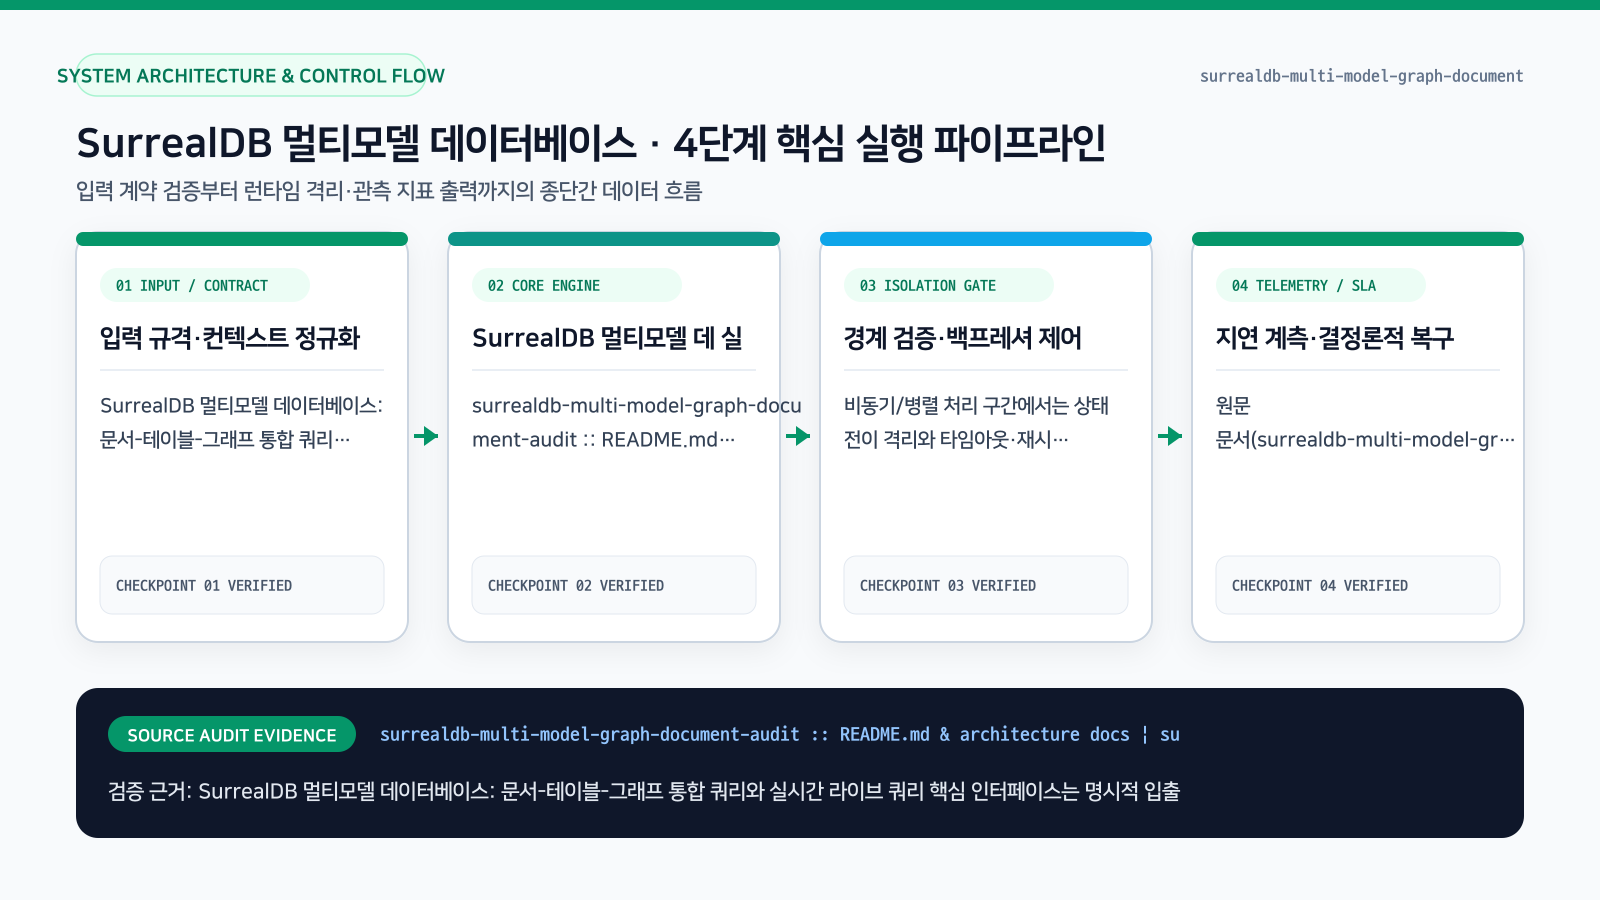 SYSTEM ARCHITECTURE & CONTROL FLOW
surrealdb-multi-model-graph-document
SurrealDB 멀티모델 데이터베이스 · 4단계 핵심 실행 파이프라인
입력 계약 검증부터 런타임 격리·관측 지표 출력까지의 종단간 데이터 흐름
01 INPUT / CONTRACT
입력 규격·컨텍스트 정규화
SurrealDB 멀티모델 데이터베이스:
문서-테이블-그래프 통합 쿼리…
CHECKPOINT 01 VERIFIED
02 CORE ENGINE
SurrealDB 멀티모델 데 실
surrealdb-multi-model-graph-docu
ment-audit :: README.md…
CHECKPOINT 02 VERIFIED
03 ISOLATION GATE
경계 검증·백프레셔 제어
비동기/병렬 처리 구간에서는 상태
전이 격리와 타임아웃·재시…
CHECKPOINT 03 VERIFIED
04 TELEMETRY / SLA
지연 계측·결정론적 복구
원문
문서(surrealdb-multi-model-gr…
CHECKPOINT 04 VERIFIED
SOURCE AUDIT EVIDENCE
surrealdb-multi-model-graph-document-audit :: README.md & architecture docs | su
검증 근거: SurrealDB 멀티모델 데이터베이스: 문서-테이블-그래프 통합 쿼리와 실시간 라이브 쿼리 핵심 인터페이스는 명시적 입출